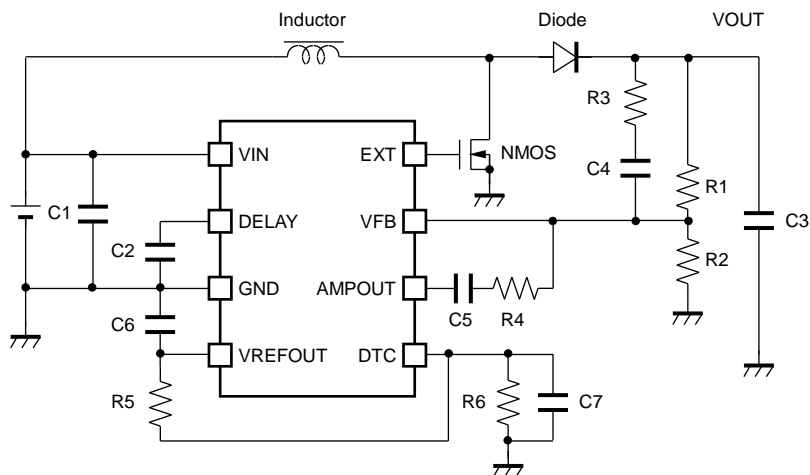 Inductor
Diode
VOUT
R3
VIN
EXT
NMOS
C4
R1
C1
DELAY
VFB
C3
C2
R2
GND
AMPOUT
C6
C5
R4
VREFOUT
DTC
R5
R6
C7